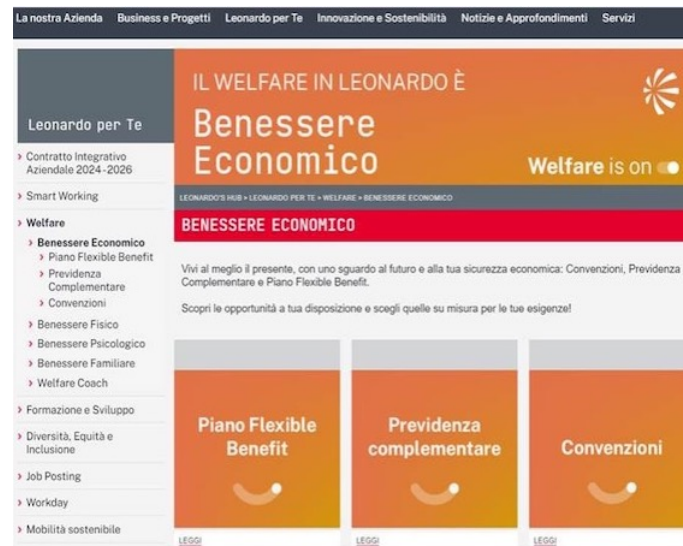 La nostra Azienda Business e Progetti Leonardo per Te Innovazione e Sostenibilità Notizie e Approfondimenti Servizi
Leonardo per Te
Contratto Integrativo
Aziendale 2024-2026
Smart Working
Welfare
Benessere Economico
Piano Flexible Benefit
Previdenza
Complementare
Convenzioni
Benessere Fisico
Benessere Psicologico
Benessere Familiare
Welfare Coach
Formazione e Sviluppo
Diversità, Equità e
Inclusione
Job Posting
Workday
Mobilità sostenibile
IL WELFARE IN LEONARDO È
Benessere
Economico
Welfare is on
LEONARDO'S HUB > LEONARDO PER TE > WELFARE > BENESSERE ECONOMICO
BENESSERE ECONOMICO
Vivi al meglio il presente, con uno sguardo al futuro e alla tua sicurezza economica: Convenzioni, Previdenza
Complementare e Piano Flexible Benefit.
Scopri le opportunità a tua disposizione e scegli quelle su misura per le tue esigenze!
Piano Flexible
Benefit
LEGGI
Previdenza
complementare
LEGGI
Convenzioni
LEGGI